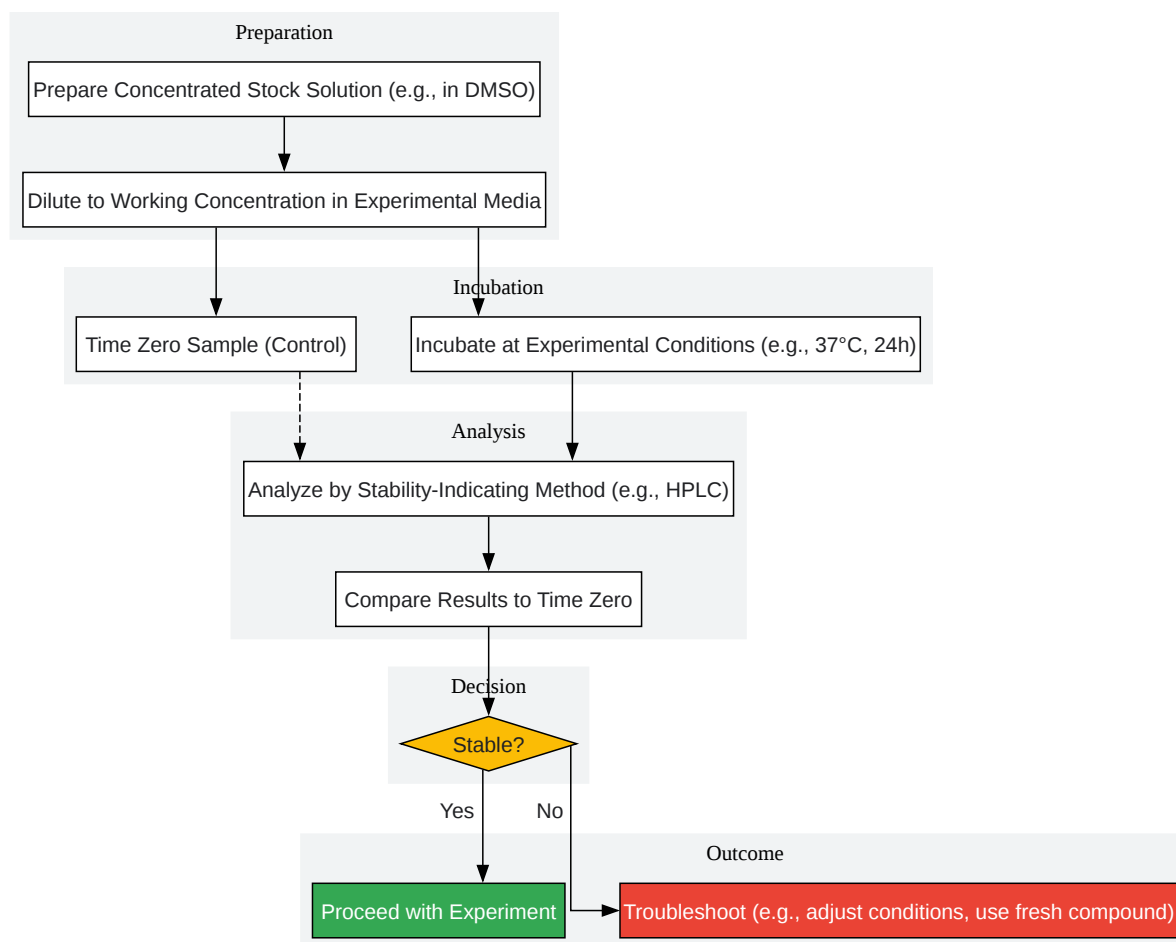 Preparation
Prepare Concentrated Stock Solution (e.g., in DMSO)
Dilute to Working Concentration in Experimental Media
Incubation
Time Zero Sample (Control)
Incubate at Experimental Conditions (e.g., 37°C, 24h)
Analysis
Analyze by Stability-Indicating Method (e.g., HPLC)
Compare Results to Time Zero
Decision
Stable?
Yes
No
Outcome
Proceed with Experiment
Troubleshoot (e.g., adjust conditions, use fresh compound)